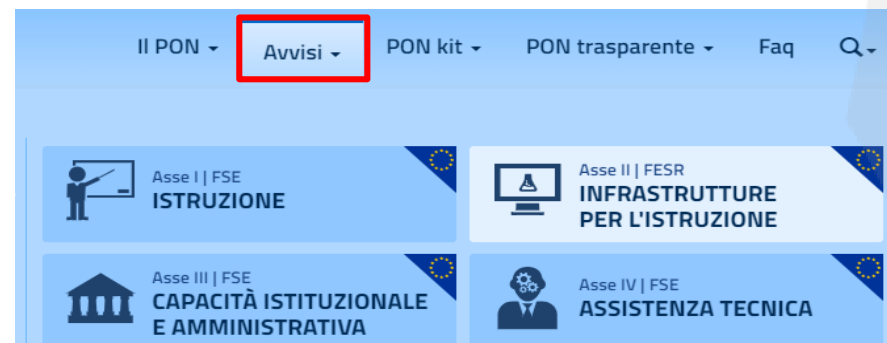 Il PON Avvisi PON kit PON trasparente Faq
Asse I | FSE
ISTRUZIONE
Asse II | FESR
INFRASTRUTTURE
PER L'ISTRUZIONE
Asse III | FSE
CAPACITÀ ISTITUZIONALE
E AMMINISTRATIVA
Asse IV | FSE
ASSISTENZA TECNICA